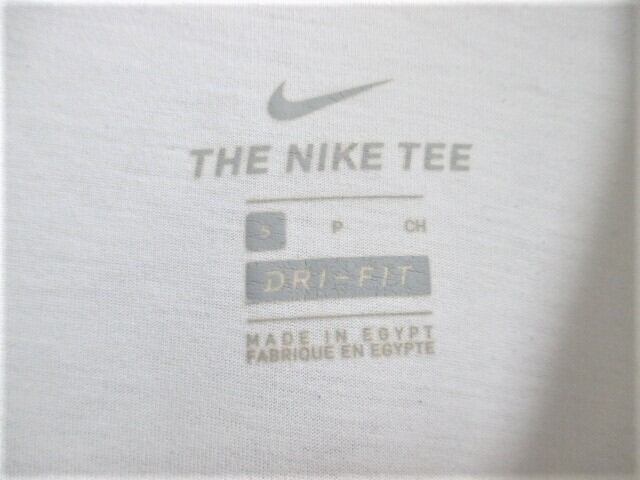 THE NIKE TEE
S P CH
DRI-FIT
MADE IN EGYPT
FABRIQUE EN EGYPTE